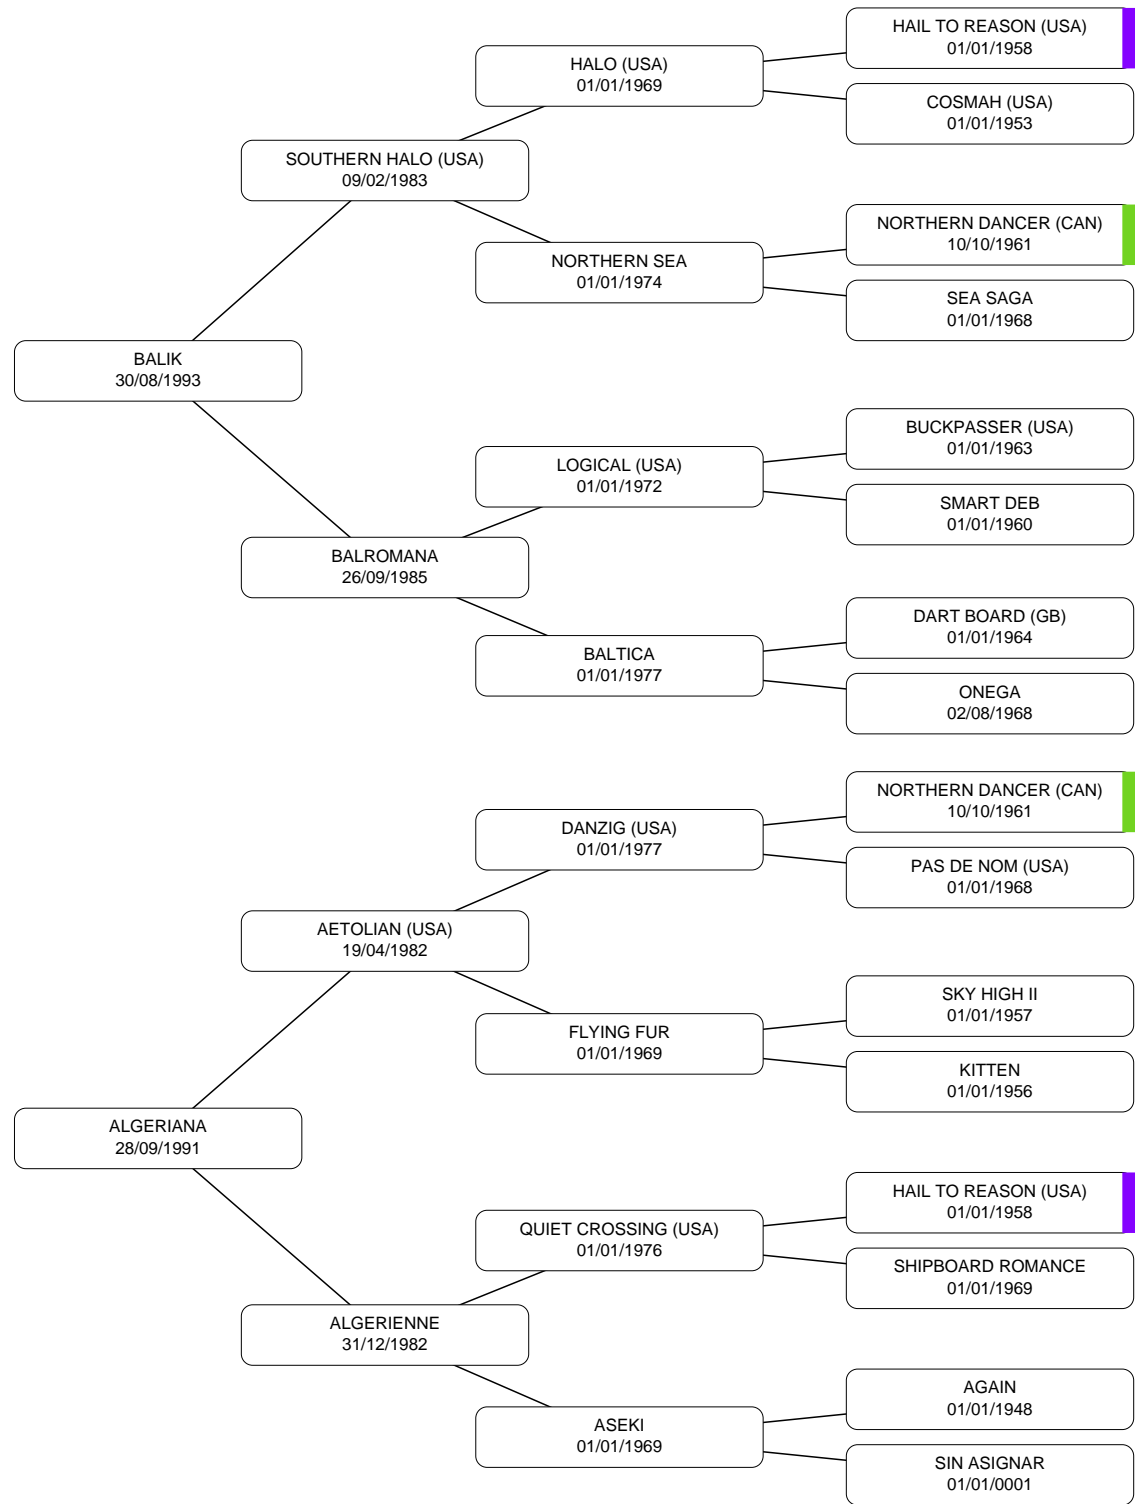 HAIL TO REASON (USA)
01/01/1958
HALO (USA)
01/01/1969
COSMAH (USA)
01/01/1953
SOUTHERN HALO (USA)
09/02/1983
NORTHERN DANCER (CAN)
10/10/1961
NORTHERN SEA
01/01/1974
SEA SAGA
01/01/1968
BALIK
30/08/1993
BUCKPASSER (USA)
01/01/1963
LOGICAL (USA)
01/01/1972
SMART DEB
01/01/1960
BALROMANA
26/09/1985
DART BOARD (GB)
01/01/1964
BALTICA
01/01/1977
ONEGA
02/08/1968
NORTHERN DANCER (CAN)
10/10/1961
DANZIG (USA)
01/01/1977
PAS DE NOM (USA)
01/01/1968
AETOLIAN (USA)
19/04/1982
SKY HIGH II
01/01/1957
FLYING FUR
01/01/1969
KITTEN
01/01/1956
ALGERIANA
28/09/1991
HAIL TO REASON (USA)
01/01/1958
QUIET CROSSING (USA)
01/01/1976
SHIPBOARD ROMANCE
01/01/1969
ALGERIENNE
31/12/1982
AGAIN
01/01/1948
ASEKI
01/01/1969
SIN ASIGNAR
01/01/0001